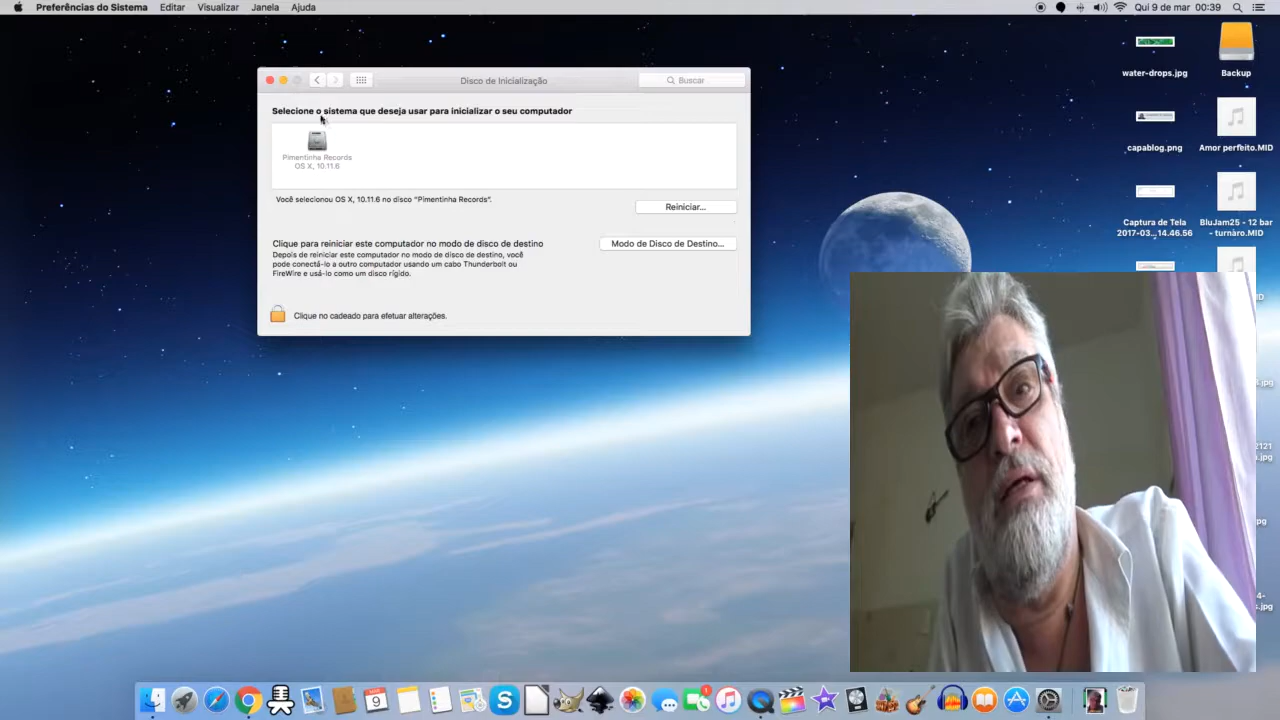 Preferências do Sistema Editar Visualizar Janela Ajuda Qui 9 de mar 00:39
Disco de Inicialização
Buscar
Selecione o sistema que deseja usar para inicializar o seu computador
Pimentinha Records
OS X, 10.11.6
Você selecionou OS X, 10.11.6 no disco “Pimentinha Records”.
Reiniciar...
Clique para reiniciar este computador no modo de disco de destino
Depois de reiniciar este computador no modo de disco de destino, você
pode conectá-lo a outro computador usando um cabo Thunderbolt ou
FireWire e usá-lo como um disco rígido.
Modo de Disco de Destino...
Clique no cadeado para efetuar alterações.
water-drops.jpg
Backup
capablog.png
Amor perfeito.MID
Captura de Tela
2017-03...14.46.56
BluJam25 - 12 bar
- turnaro.MID
9
1